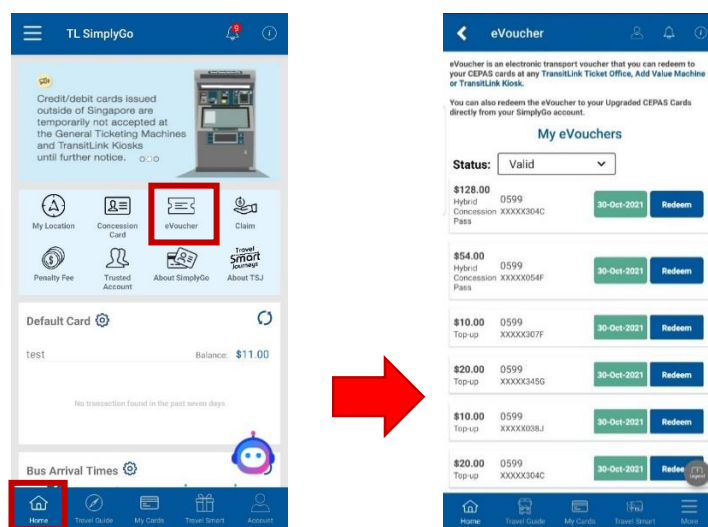 TL SimplyGo
9
Credit/debit cards issued
outside of Singapore are
temporarily not accepted at
the General Ticketing Machines
and TransitLink Kiosks
until further notice.
My Location
Concession
Card
eVoucher
Claim
Penalty Fee
Trusted
Account
About SimplyGo
Travel
Smart
Journeys
About TSJ
Default Card
test
Balance: $11.00
No transaction found in the past seven days
Bus Arrival Times
Home
Travel Guide
My Cards
Travel Smart
Account
eVoucher
eVoucher is an electronic transport voucher that you can redeem to
your CEPAS cards at any TransitLink Ticket Office, Add Value Machine
or TransitLink Kiosk.
You can also redeem the eVoucher to your Upgraded CEPAS Cards
directly from your SimplyGo account.
My eVouchers
Status: Valid
$128.00
Hybrid
Concession
Pass
0599
XXXXX304C
30-Oct-2021
Redeem
$54.00
Hybrid
Concession
Pass
0599
XXXXX054F
30-Oct-2021
Redeem
$10.00
Top-up
0599
XXXXX307F
30-Oct-2021
Redeem
$20.00
Top-up
0599
XXXXX345G
30-Oct-2021
Redeem
$10.00
Top-up
0599
XXXXX038J
30-Oct-2021
Redeem
$20.00
Top-up
0599
XXXXX304C
30-Oct-2021
Redee
Legend
Home
Travel Guide
My Cards
Travel Smart
More